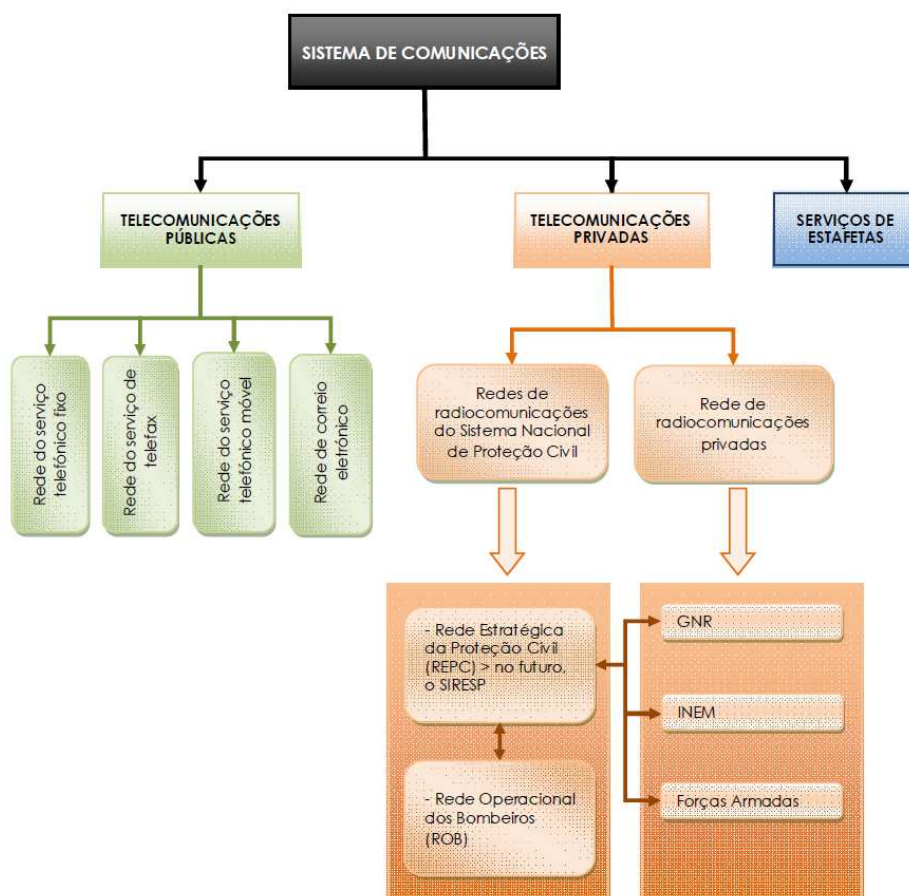 SISTEMA DE COMUNICAÇÕES
TELECOMUNICAÇÕES
PÚBLICAS
TELECOMUNICAÇÕES
PRIVADAS
SERVIÇOS DE
ESTAFETAS
Rede do serviço
telefónico fixo
Rede do serviço de
telefax
Rede do serviço
telefónico móvel
Rede de correio
eletrónico
Redes de
radiocomunicações
do Sistema Nacional
de Proteção Civil
Rede de
radiocomunicações
privadas
- Rede Estratégica
da Proteção Civil
(REPC) > no futuro,
o SIRESP
- Rede Operacional
dos Bombeiros
(ROB)
GNR
INEM
Forças Armadas